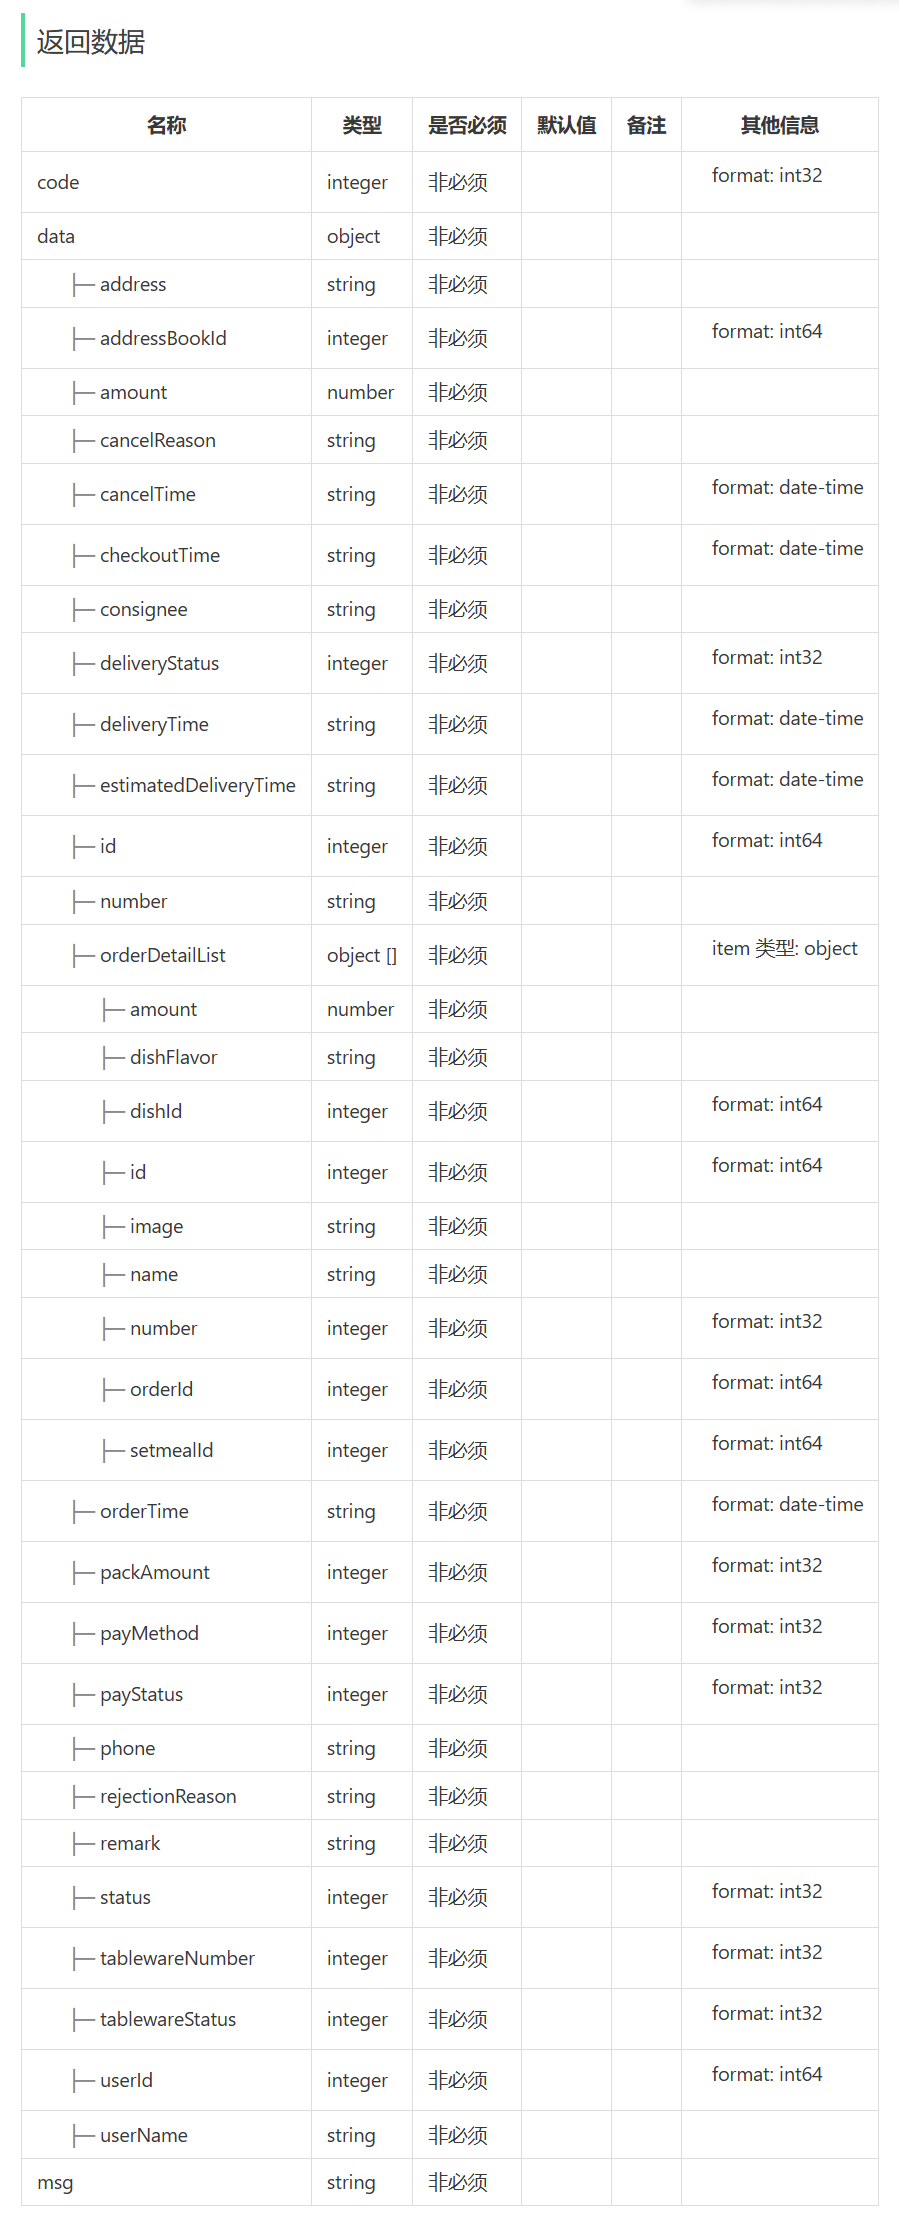 返回数据
名称 类型 是否必须 默认值 备注 其他信息
code integer 非必须 format: int32
data object 非必须
├─ address string 非必须
├─ addressBookId integer 非必须 format: int64
├─ amount number 非必须
├─ cancelReason string 非必须
├─ cancelTime string 非必须 format: date-time
├─ checkoutTime string 非必须 format: date-time
├─ consignee string 非必须
├─ deliveryStatus integer 非必须 format: int32
├─ deliveryTime string 非必须 format: date-time
├─ estimatedDeliveryTime string 非必须 format: date-time
├─ id integer 非必须 format: int64
├─ number string 非必须
├─ orderDetailList object [] 非必须 item 类型: object
├─ amount number 非必须
├─ dishFlavor string 非必须
├─ dishId integer 非必须 format: int64
├─ id integer 非必须 format: int64
├─ image string 非必须
├─ name string 非必须
├─ number integer 非必须 format: int32
├─ orderId integer 非必须 format: int64
├─ setmealId integer 非必须 format: int64
├─ orderTime string 非必须 format: date-time
├─ packAmount integer 非必须 format: int32
├─ payMethod integer 非必须 format: int32
├─ payStatus integer 非必须 format: int32
├─ phone string 非必须
├─ rejectionReason string 非必须
├─ remark string 非必须
├─ status integer 非必须 format: int32
├─ tablewareNumber integer 非必须 format: int32
├─ tablewareStatus integer 非必须 format: int32
├─ userId integer 非必须 format: int64
├─ userName string 非必须
msg string 非必须